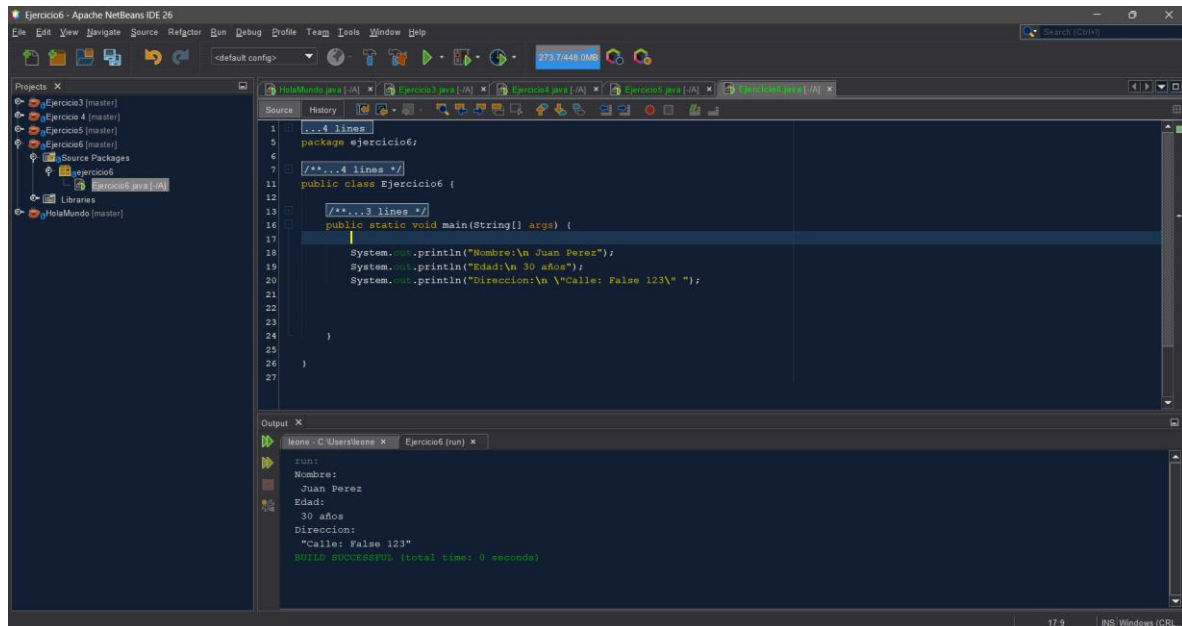 Ejercicio6 - Apache NetBeans IDE 26
File Edit View Navigate Source Refactor Run Debug Profile Team Tools Window Help
Search (Ctrl+I)
<default config>
273.7/448.0MB
Projects
Ejercicio3 [master]
Ejercicio 4 [master]
Ejercicio5 [master]
Ejercicio6 [master]
Source Packages
ejercicio6
Ejercicio6.java [-/A]
Libraries
HolaMundo [master]
HolaMundo.java [-/A] Ejercicio3.java [-/A] Ejercicio4.java [-/A] Ejercicio5.java [-/A] Ejercicio6.java [-/A]
Source History
1 ...4 lines
5 package ejercicio6;
6
7 /**...4 lines */
11 public class Ejercicio6 {
12
13 /**...3 lines */
16 public static void main(String[] args) {
17
18 System.out.println("Nombre:\n Juan Perez");
19 System.out.println("Edad:\n 30 años");
20 System.out.println("Direccion:\n \"Calle: False 123\" ");
21
22
23
24 }
25
26 }
27
Output
leone - C:\Users\leone Ejercicio6 (run)
run:
Nombre:
Juan Perez
Edad:
30 años
Direccion:
"Calle: False 123"
BUILD SUCCESSFUL (total time: 0 seconds)
17:9 INS Windows (CRL